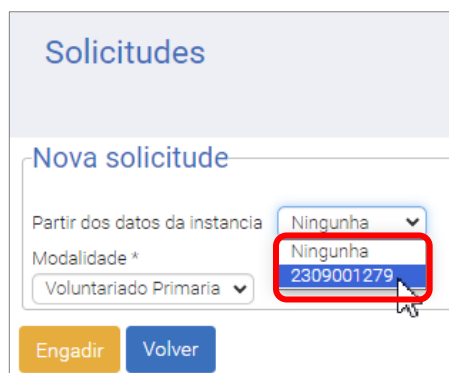 Solicitudes
Nova solicitude
Partir dos datos da instancia Ningunha
Ningunha
2309001279
Modalidade *
Voluntariado Primaria
Engadir Volver